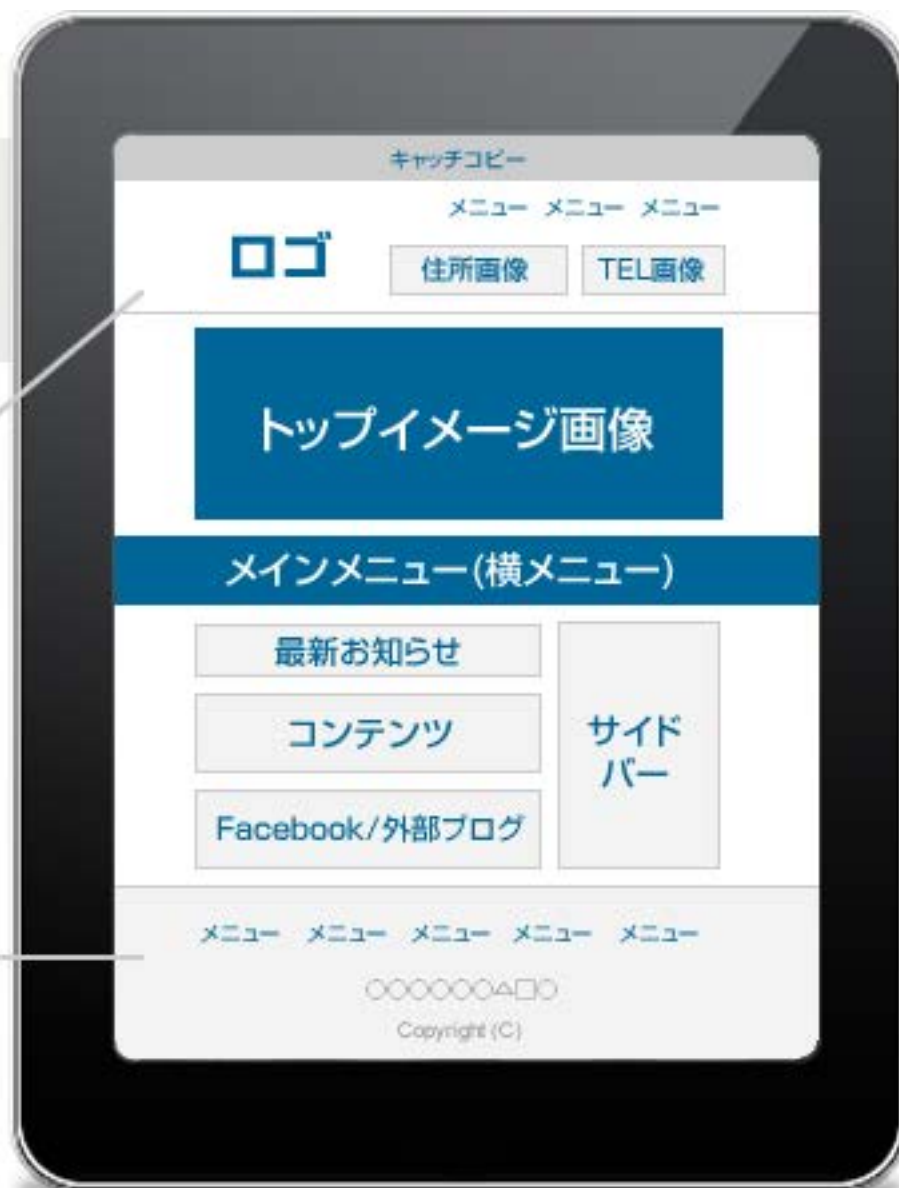 キャッチコピー
メニュー メニュー メニュー
ロゴ
住所画像 TEL画像
トップイメージ画像
メインメニュー(横メニュー)
最新お知らせ
コンテンツ
Facebook/外部ブログ
サイド
バー
メニュー メニュー メニュー メニュー メニュー
○○○○○○△□○
Copyright (C)